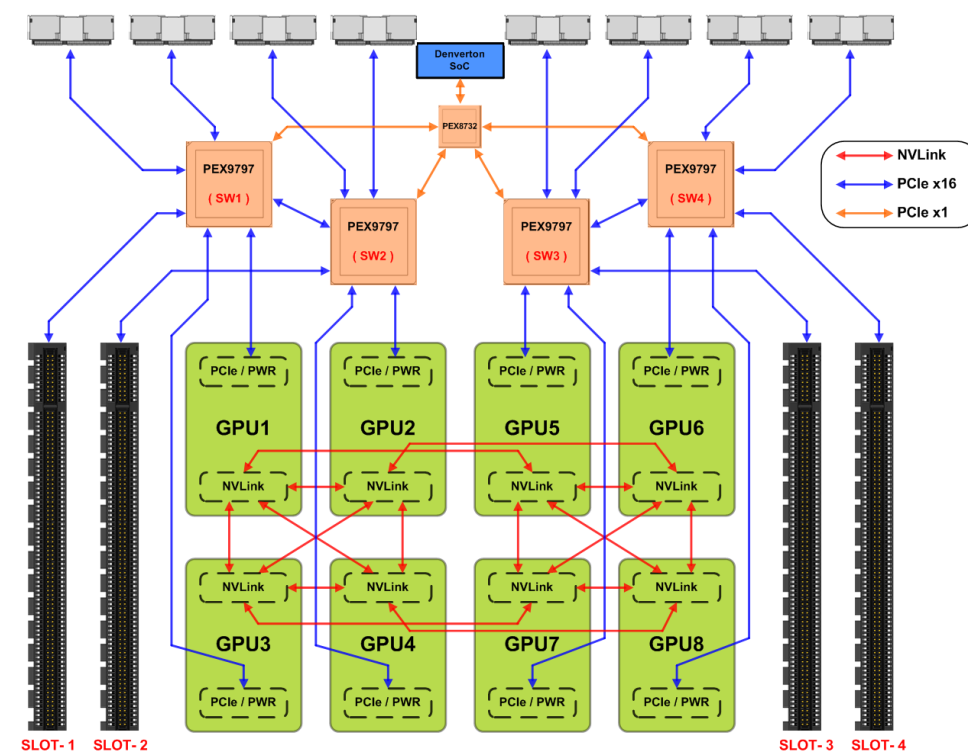 Denverton
SoC
PEX8732
NVLink
PCIe x16
PCIe x1
PEX9797
( SW1 )
PEX9797
( SW2 )
PEX9797
( SW3 )
PEX9797
( SW4 )
PCIe / PWR
PCIe / PWR
PCIe / PWR
PCIe / PWR
GPU1
GPU2
GPU5
GPU6
NVLink
NVLink
NVLink
NVLink
NVLink
NVLink
NVLink
NVLink
GPU3
GPU4
GPU7
GPU8
PCIe / PWR
PCIe / PWR
PCIe / PWR
PCIe / PWR
SLOT- 1
SLOT- 2
SLOT- 3
SLOT- 4